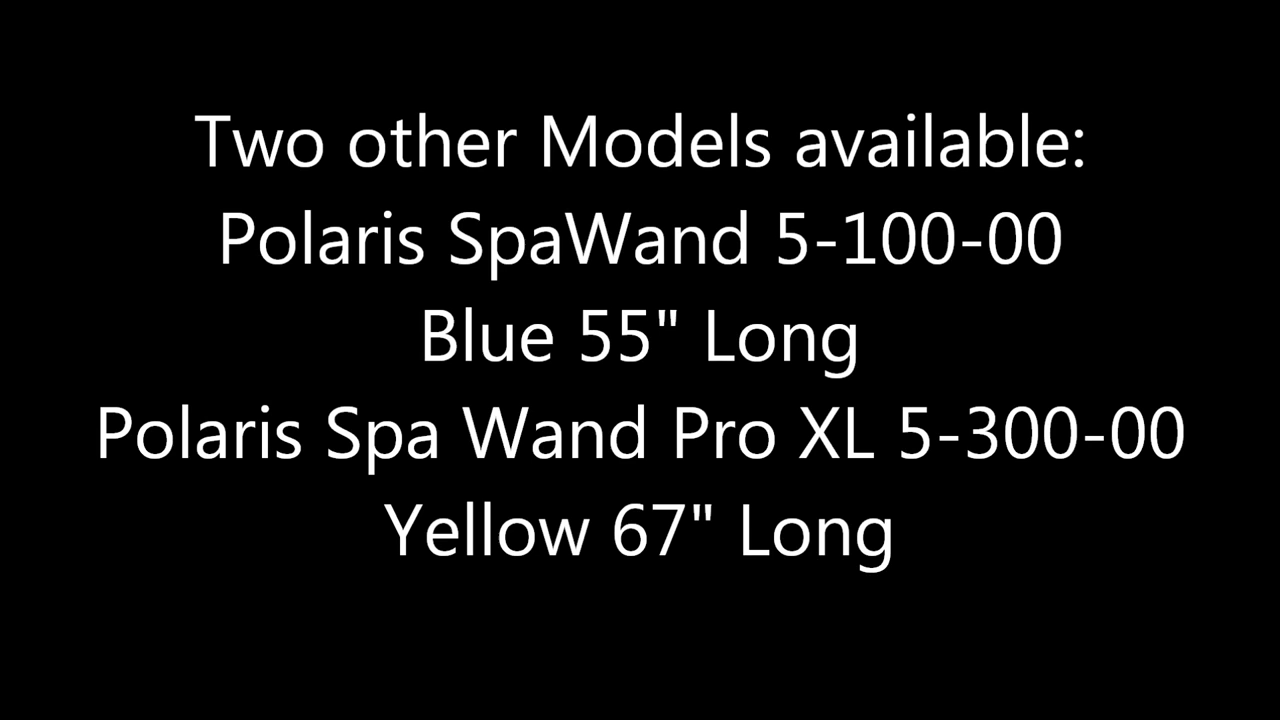 Two other Models available:
Polaris SpaWand 5-100-00
Blue 55" Long
Polaris Spa Wand Pro XL 5-300-00
Yellow 67" Long